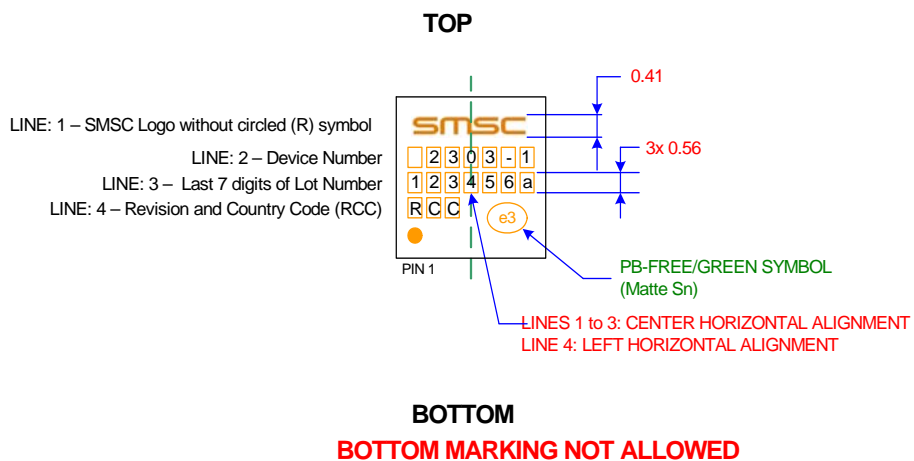 TOP
0.41
LINE: 1 – SMSC Logo without circled (R) symbol
SMSC
3x 0.56
LINE: 2 – Device Number
2303-1
LINE: 3 – Last 7 digits of Lot Number
123456a
LINE: 4 – Revision and Country Code (RCC)
RCC
e3
PIN 1
PB-FREE/GREEN SYMBOL
(Matte Sn)
LINES 1 to 3: CENTER HORIZONTAL ALIGNMENT
LINE 4: LEFT HORIZONTAL ALIGNMENT
BOTTOM
BOTTOM MARKING NOT ALLOWED